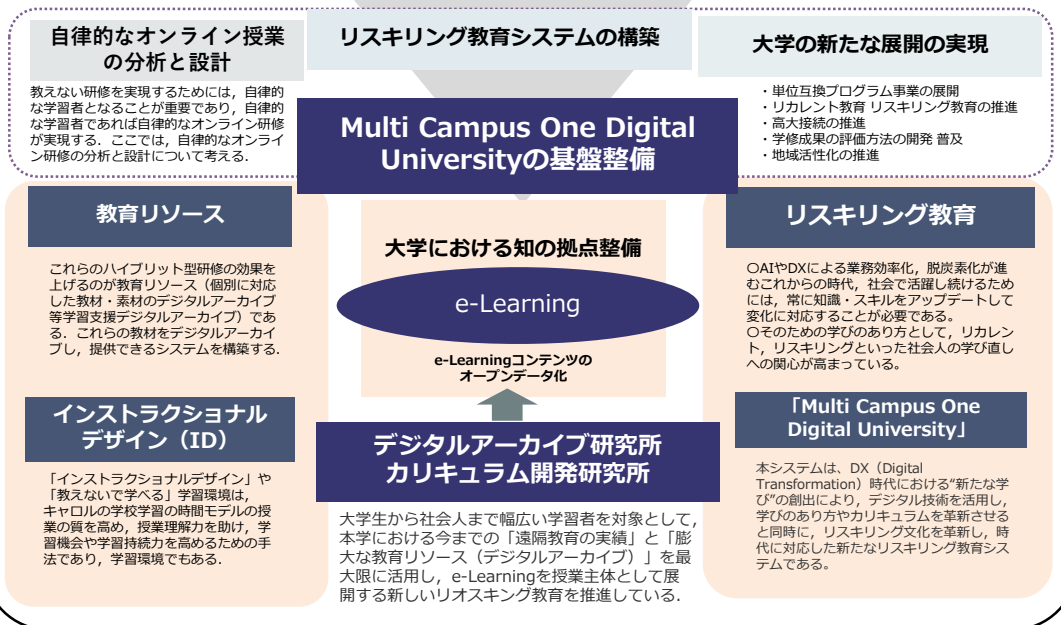 自律的なオンライン授業
の分析と設計
教えない研修を実現するためには，自律的
な学習者となることが重要であり，自律的
な学習者であれば自律的なオンライン研修
が実現する．ここでは，自律的なオンライ
ン研修の分析と設計について考える．
リスキリング教育システムの構築
大学の新たな展開の実現
・単位互換プログラム事業の展開
・リカレント教育 リスキリング教育の推進
・高大接続の推進
・学修成果の評価方法の開発 普及
・地域活性化の推進
Multi Campus One Digital
Universityの基盤整備
教育リソース
これらのハイブリット型研修の効果を
上げるのが教育リソース（個別に対応
した教材・素材のデジタルアーカイブ
等学習支援デジタルアーカイブ）であ
る．これらの教材をデジタルアーカイ
ブし，提供できるシステムを構築する．
インストラクショナル
デザイン（ID）
「インストラクショナルデザイン」や
「教えないで学べる」学習環境は，
キャロルの学校学習の時間モデルの授
業の質を高め，授業理解力を助け，学
習機会や学習持続力を高めるための手
法であり，学習環境でもある．
大学における知の拠点整備
e-Learning
e-Learningコンテンツの
オープンデータ化
デジタルアーカイブ研究所
カリキュラム開発研究所
大学生から社会人まで幅広い学習者を対象として，
本学における今までの「遠隔教育の実績」と「膨
大な教育リソース（デジタルアーカイブ）」を最
大限に活用し，e-Learningを授業主体として展
開する新しいリオスキング教育を推進している．
リスキリング教育
〇AIやDXによる業務効率化，脱炭素化が進
むこれからの時代，社会で活躍し続けるため
には，常に知識・スキルをアップデートして
変化に対応することが必要である。
〇そのための学びのあり方として，リカレン
ト，リスキリングといった社会人の学び直し
への関心が高まっている。
「Multi Campus One
Digital University」
本システムは、DX（Digital
Transformation）時代における“新たな学
び”の創出により，デジタル技術を活用し，
学びのあり方やカリキュラムを革新させる
と同時に，リスキリング文化を革新し，時
代に対応した新たなリスキリング教育シス
テムである。